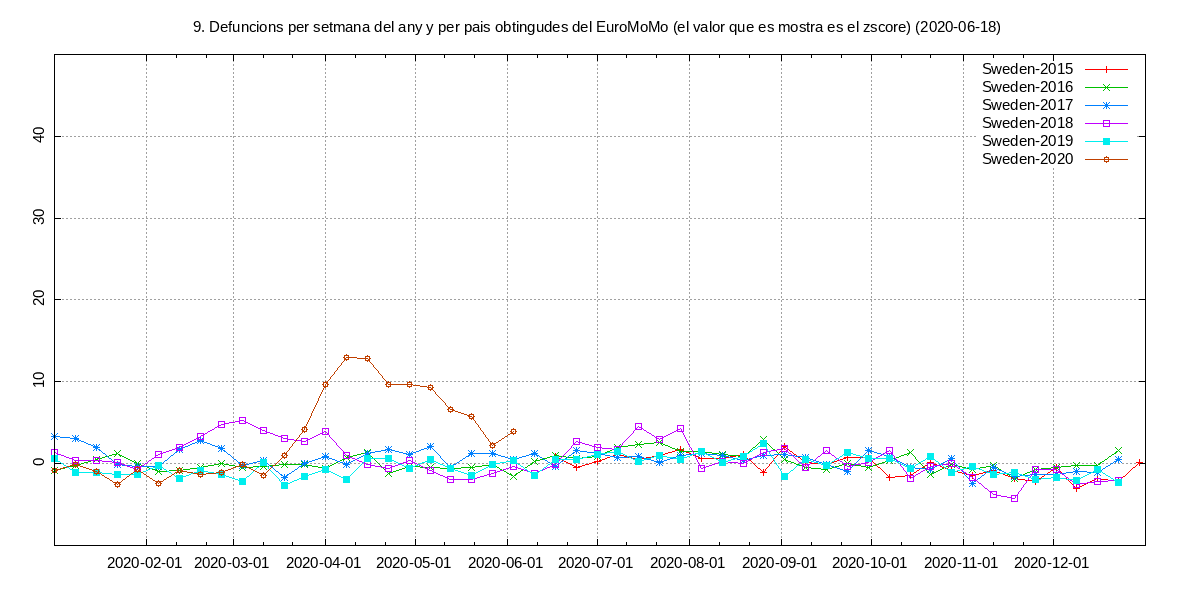 9. Defuncions per setmana del any y per pais obtingudes del EuroMoMo (el valor que es mostra es el zscore) (2020-06-18)
Sweden-2015
Sweden-2016
Sweden-2017
Sweden-2018
Sweden-2019
Sweden-2020
40
30
20
10
0
2020-02-01 2020-03-01 2020-04-01 2020-05-01 2020-06-01 2020-07-01 2020-08-01 2020-09-01 2020-10-01 2020-11-01 2020-12-01